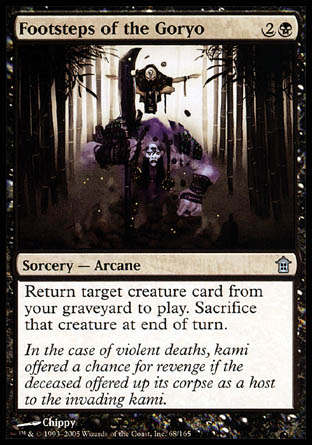 Footsteps of the Goryo 2
Sorcery — Arcane
Return target creature card from
your graveyard to play. Sacrifice
that creature at end of turn.
In the case of violent deaths, kami
offered a chance for revenge if the
deceased offered up its corpse as a host
to the invading kami.
Chippy
™ & © 1993–2005 Wizards of the Coast, Inc. 68/165